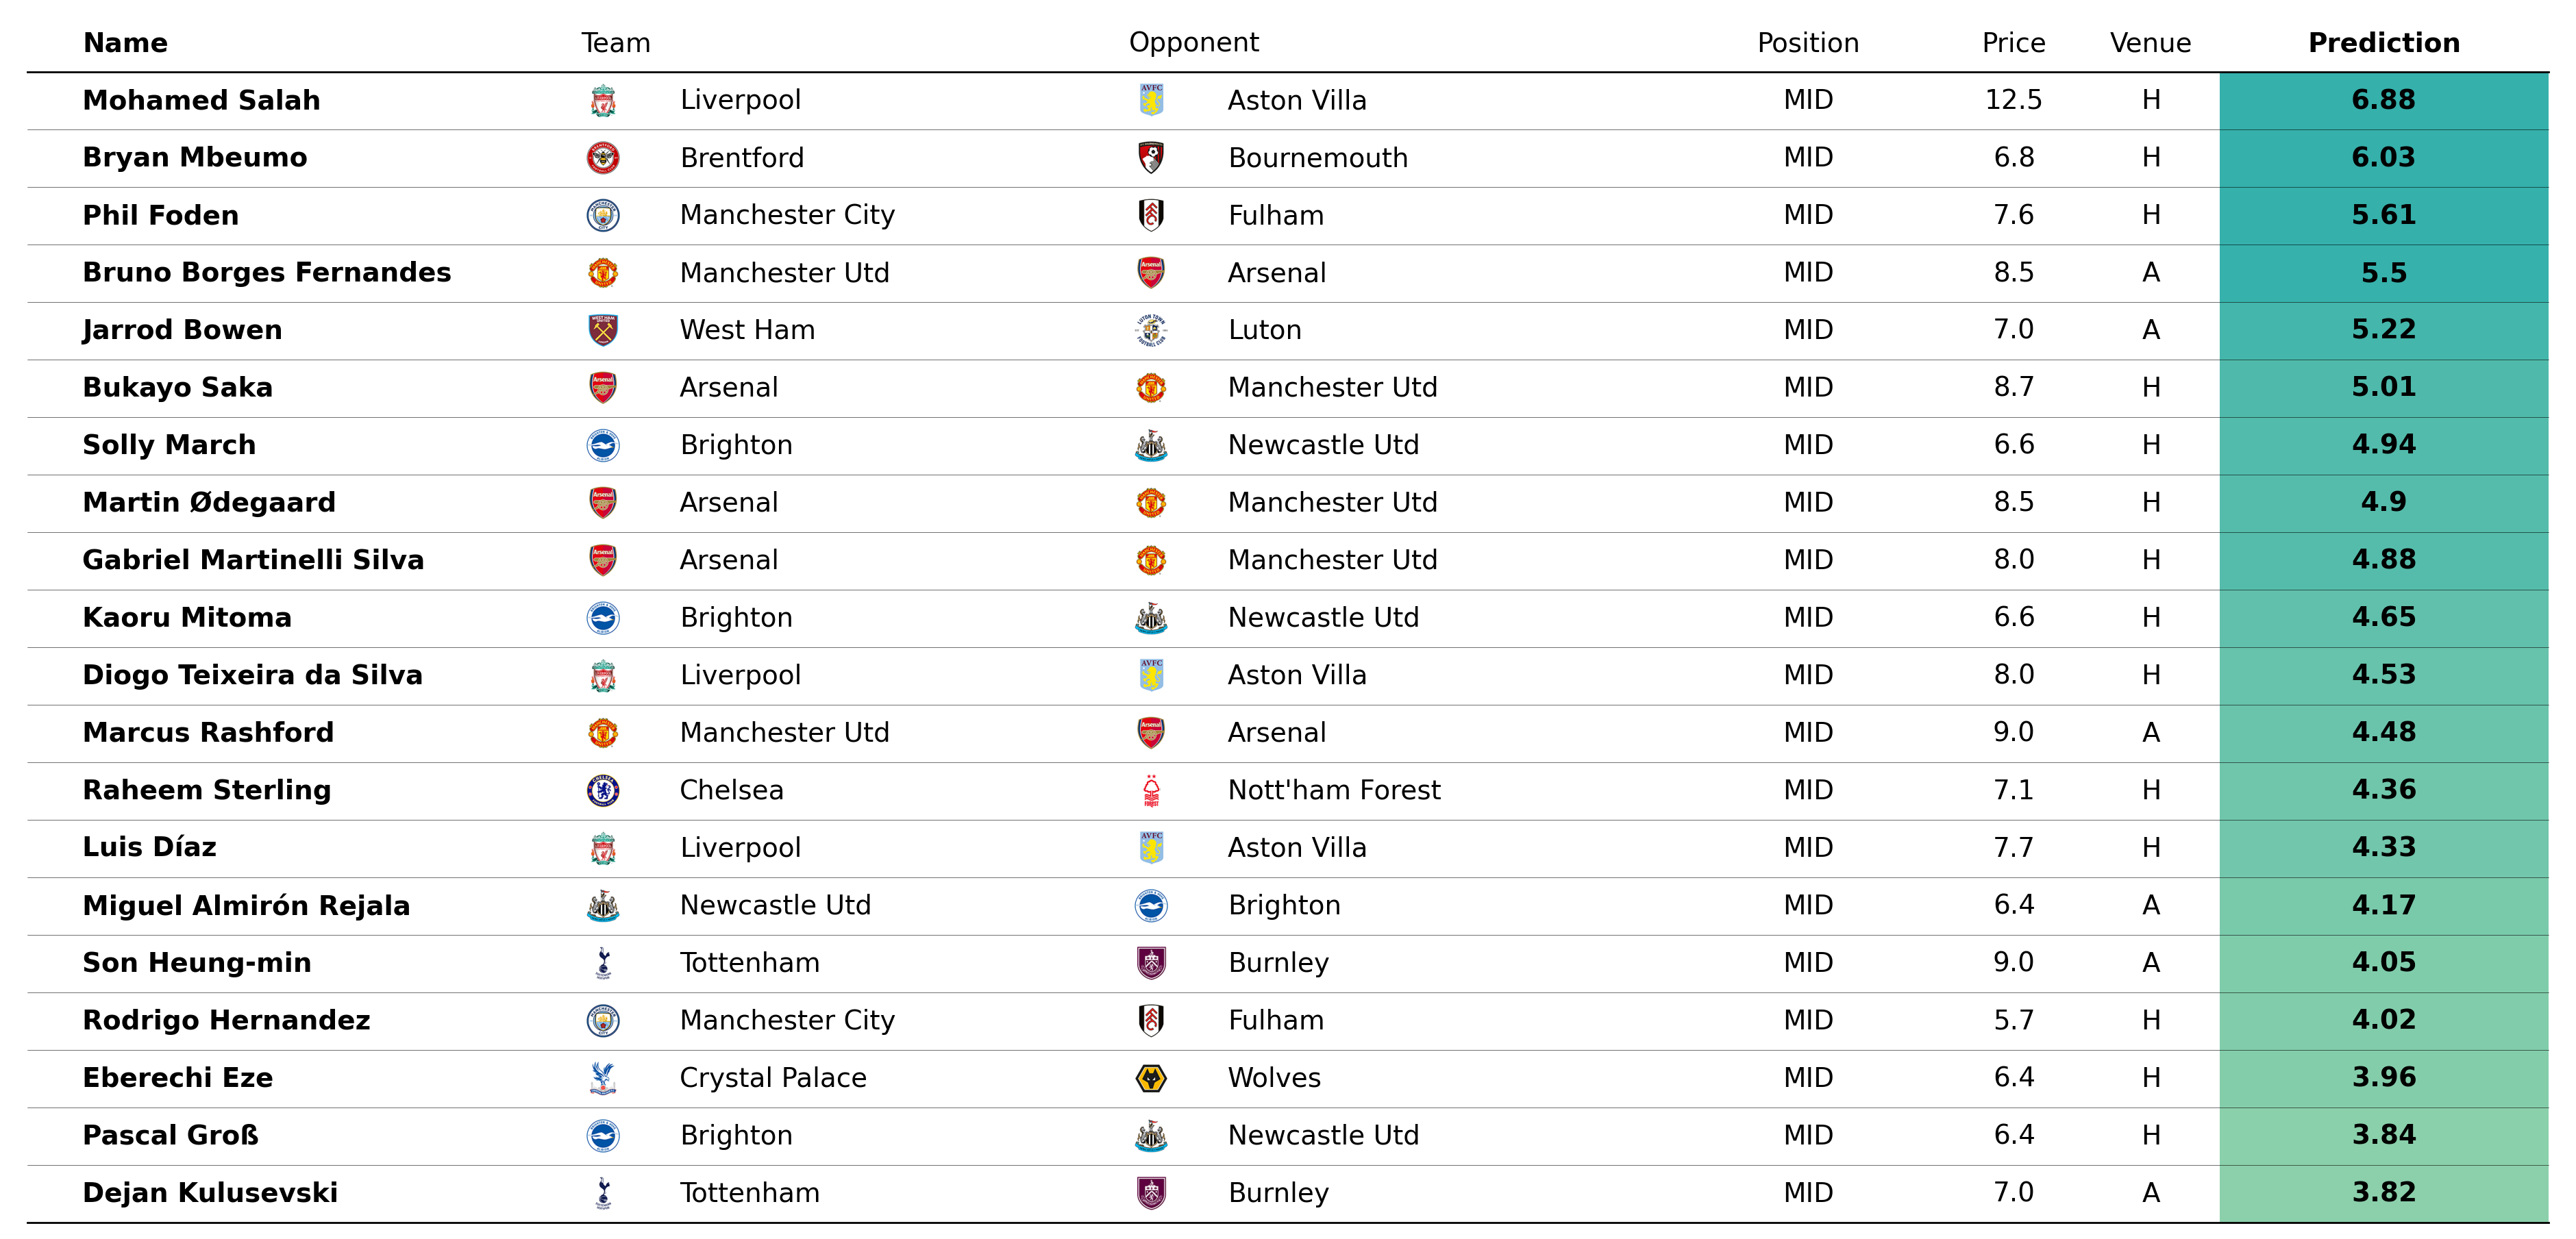 Name Team Opponent Position Price Venue Prediction
Mohamed Salah Liverpool Aston Villa MID 12.5 H 6.88
Bryan Mbeumo Brentford Bournemouth MID 6.8 H 6.03
Phil Foden Manchester City Fulham MID 7.6 H 5.61
Bruno Borges Fernandes Manchester Utd Arsenal MID 8.5 A 5.5
Jarrod Bowen West Ham Luton MID 7.0 A 5.22
Bukayo Saka Arsenal Manchester Utd MID 8.7 H 5.01
Solly March Brighton Newcastle Utd MID 6.6 H 4.94
Martin Ødegaard Arsenal Manchester Utd MID 8.5 H 4.9
Gabriel Martinelli Silva Arsenal Manchester Utd MID 8.0 H 4.88
Kaoru Mitoma Brighton Newcastle Utd MID 6.6 H 4.65
Diogo Teixeira da Silva Liverpool Aston Villa MID 8.0 H 4.53
Marcus Rashford Manchester Utd Arsenal MID 9.0 A 4.48
Raheem Sterling Chelsea Nott'ham Forest MID 7.1 H 4.36
Luis Díaz Liverpool Aston Villa MID 7.7 H 4.33
Miguel Almirón Rejala Newcastle Utd Brighton MID 6.4 A 4.17
Son Heung-min Tottenham Burnley MID 9.0 A 4.05
Rodrigo Hernandez Manchester City Fulham MID 5.7 H 4.02
Eberechi Eze Crystal Palace Wolves MID 6.4 H 3.96
Pascal Groß Brighton Newcastle Utd MID 6.4 H 3.84
Dejan Kulusevski Tottenham Burnley MID 7.0 A 3.82